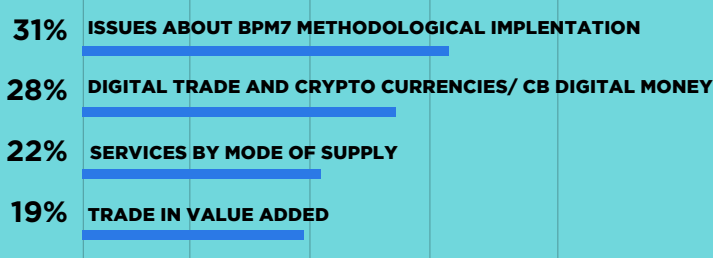 31% ISSUES ABOUT BPM7 METHODOLOGICAL IMPLENTATION
28% DIGITAL TRADE AND CRYPTO CURRENCIES/ CB DIGITAL MONEY
22% SERVICES BY MODE OF SUPPLY
19% TRADE IN VALUE ADDED